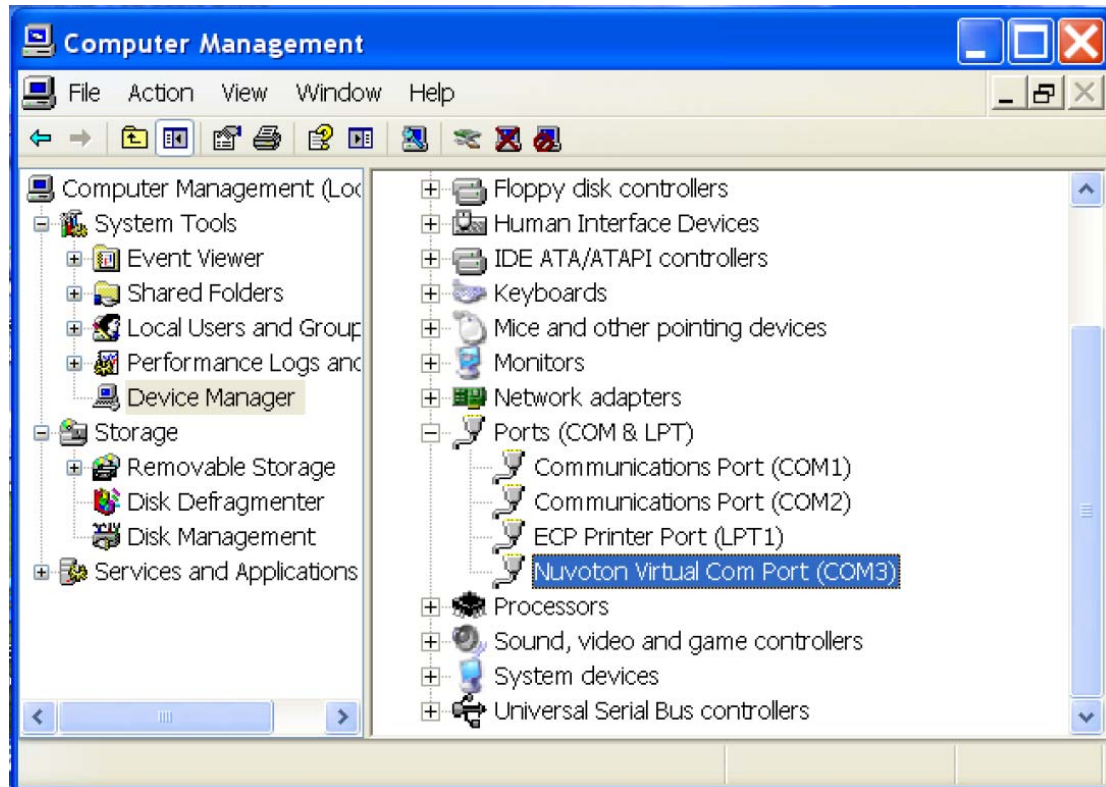 Computer Management
File Action View Window Help
Computer Management (Loc
System Tools
Event Viewer
Shared Folders
Local Users and Group
Performance Logs and
Device Manager
Storage
Removable Storage
Disk Defragmenter
Disk Management
Services and Applications
Floppy disk controllers
Human Interface Devices
IDE ATA/ATAPI controllers
Keyboards
Mice and other pointing devices
Monitors
Network adapters
Ports (COM & LPT)
Communications Port (COM1)
Communications Port (COM2)
ECP Printer Port (LPT1)
Nuvoton Virtual Com Port (COM3)
Processors
Sound, video and game controllers
System devices
Universal Serial Bus controllers